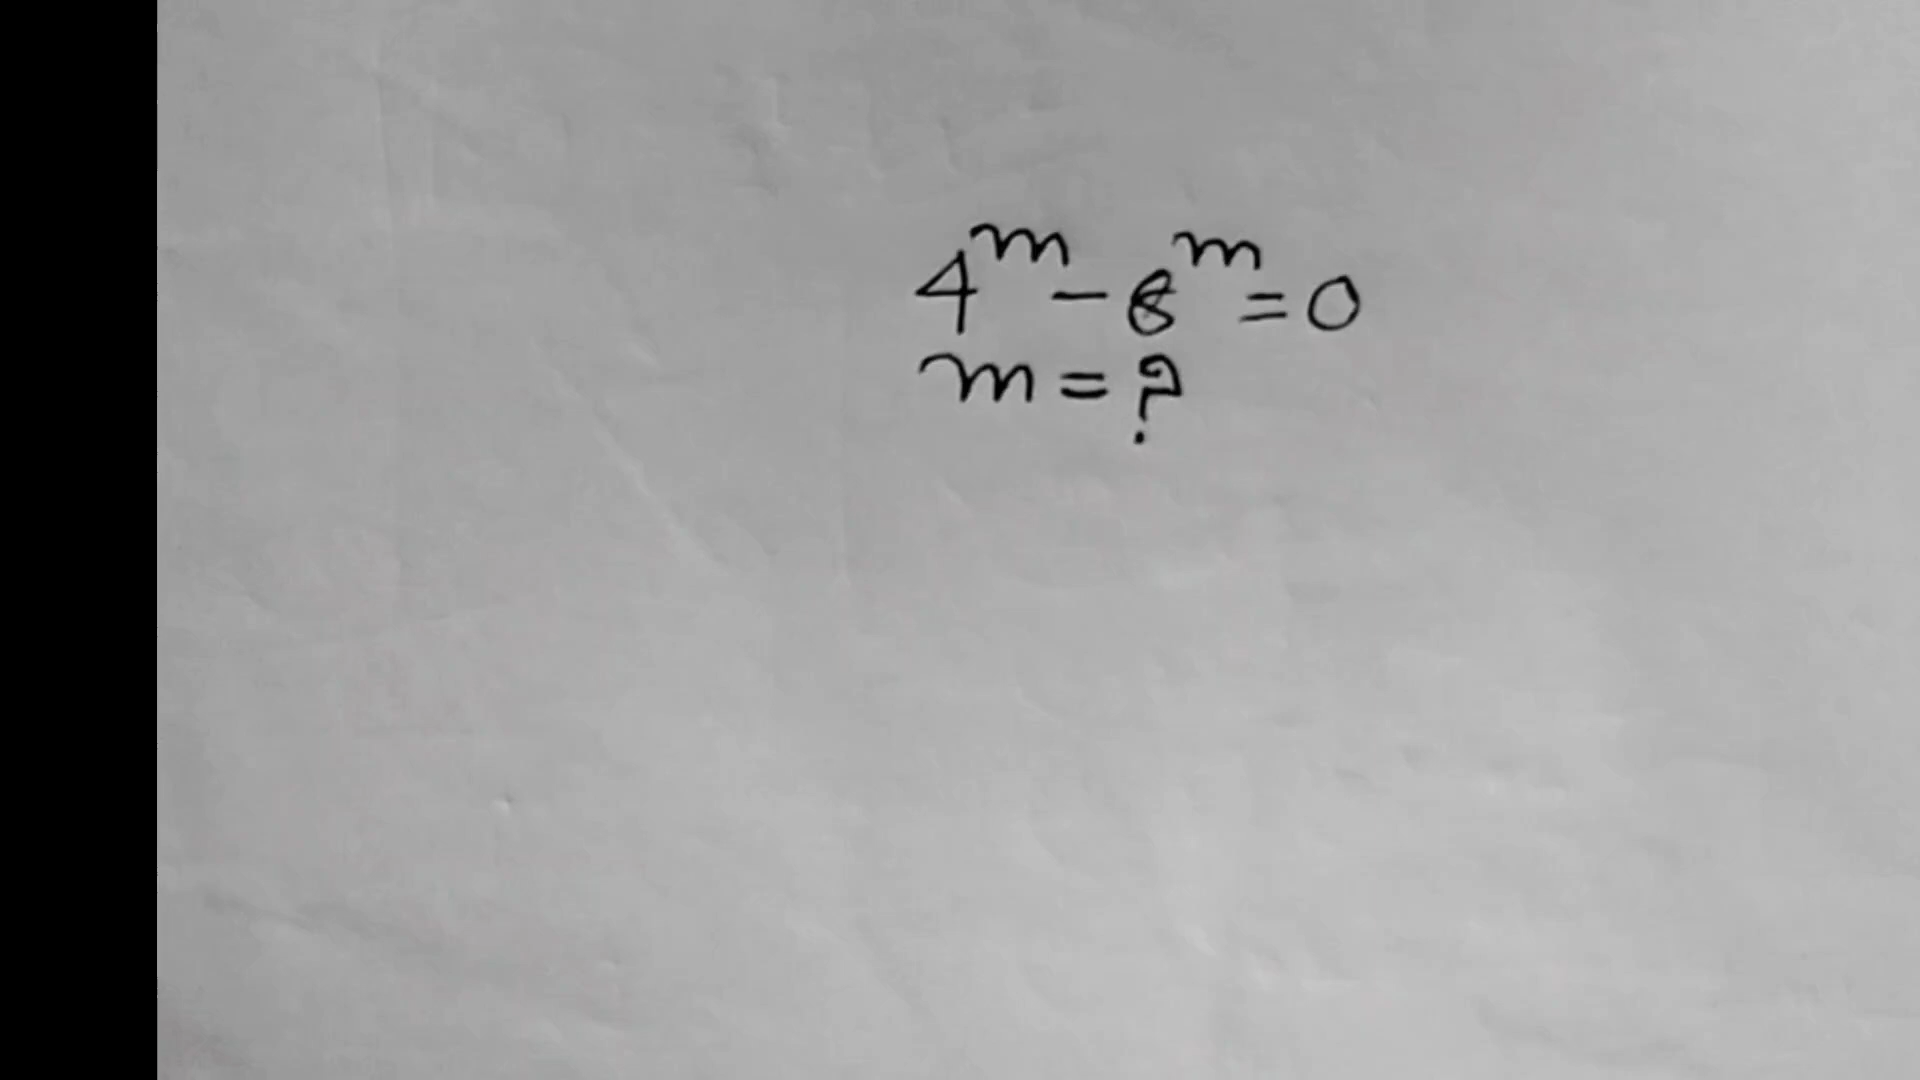 4^m - 8^m = 0
m = ?